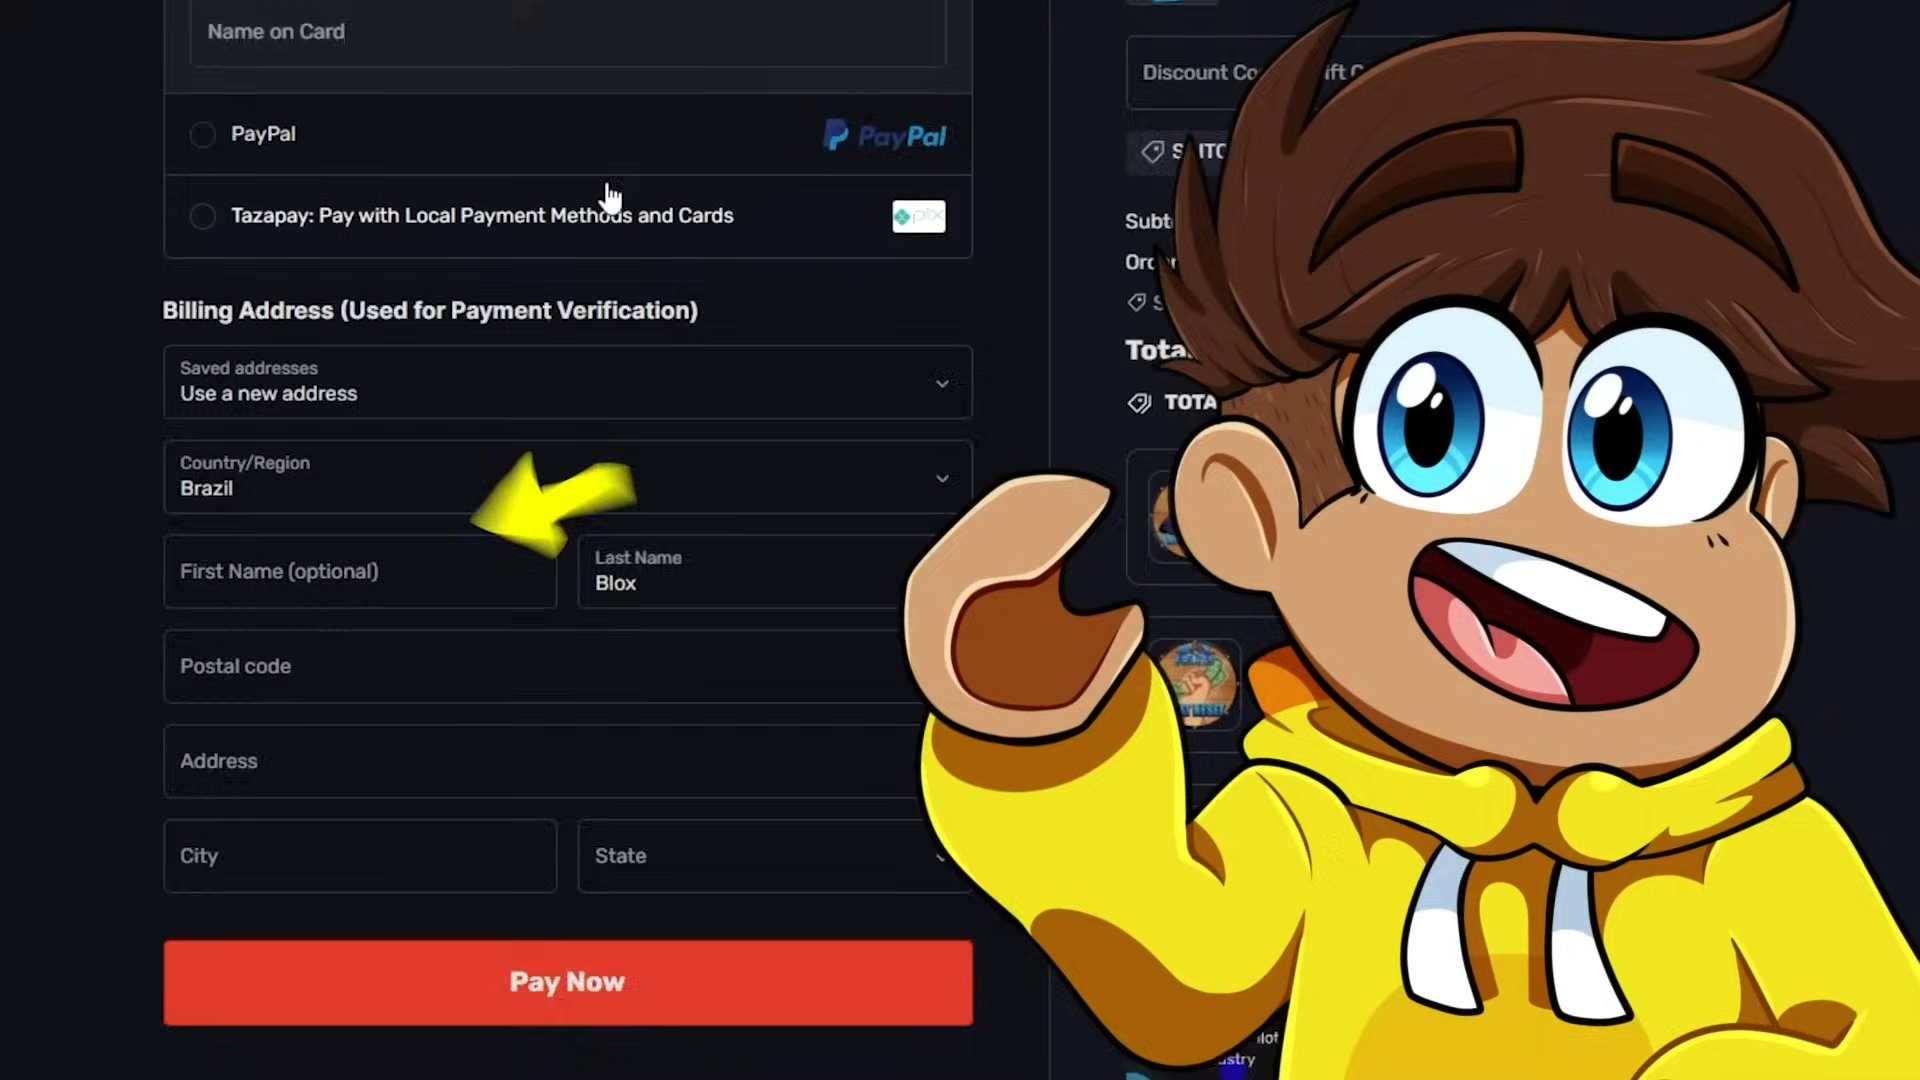 Name on Card
PayPal
PayPal
Tazapay: Pay with Local Payment Methods and Cards
pix
Billing Address (Used for Payment Verification)
Saved addresses
Use a new address
Country/Region
Brazil
First Name (optional)
Last Name
Blox
Postal code
Address
City
State
Pay Now
Discount